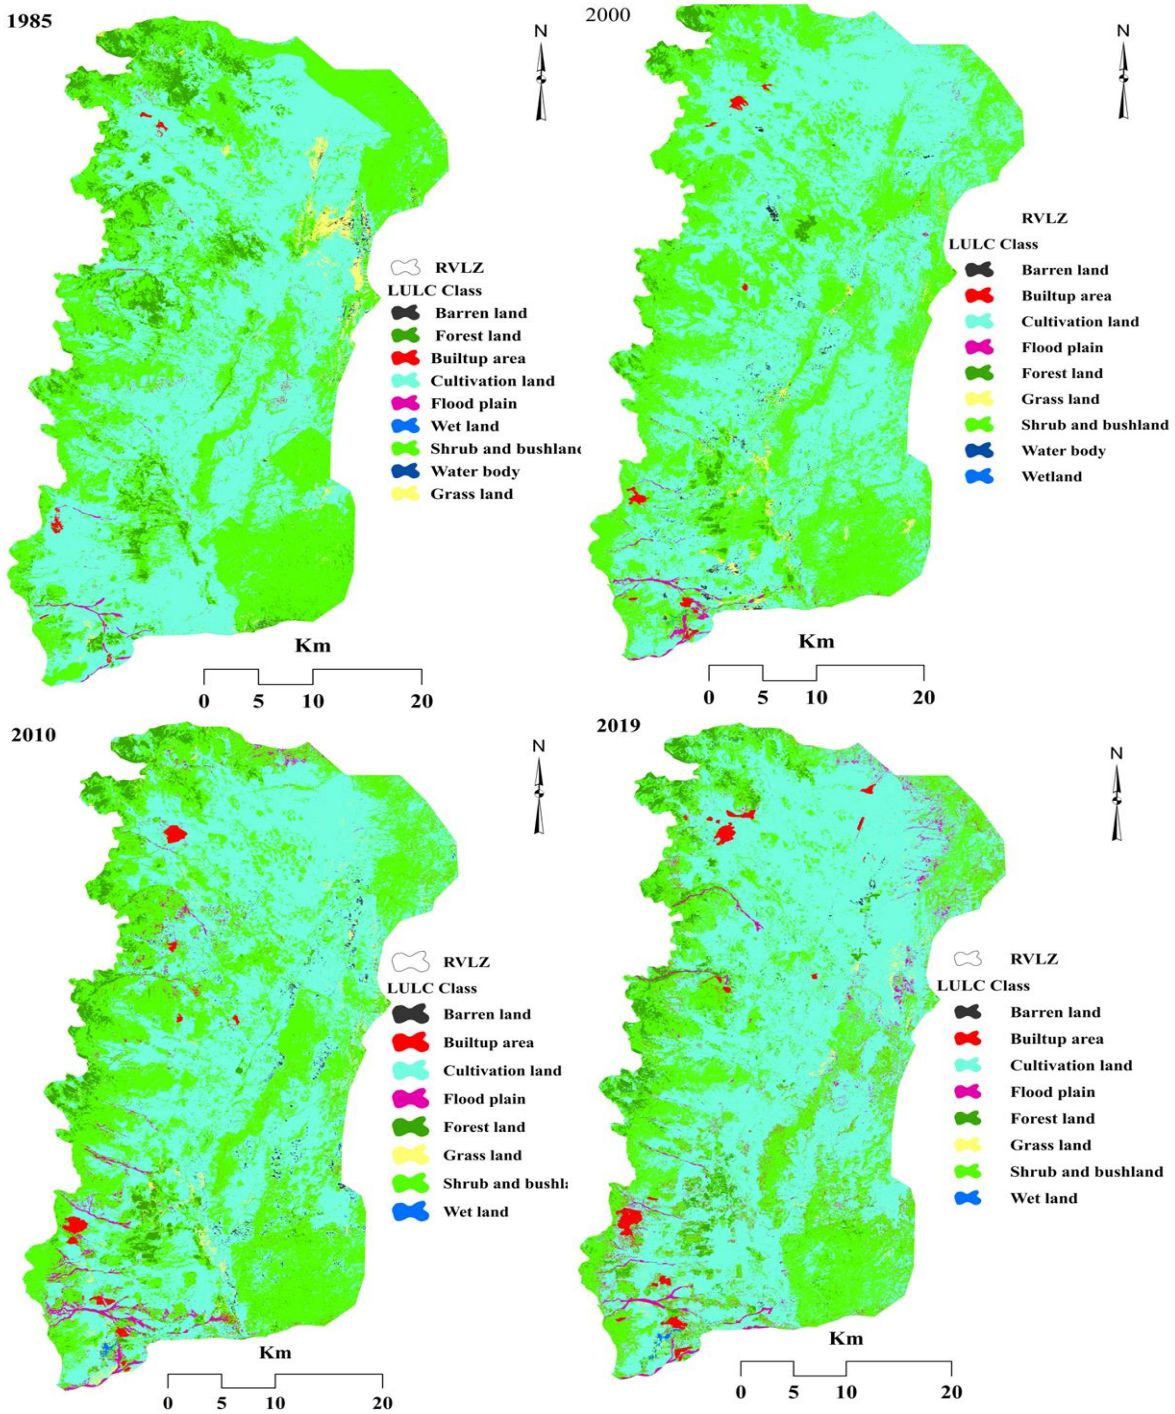 1985
N
RVLZ
LULC Class
Barren land
Forest land
Builtup area
Cultivation land
Flood plain
Wet land
Shrub and bushland
Water body
Grass land
Km
0 5 10 20
2000
N
RVLZ
LULC Class
Barren land
Builtup area
Cultivation land
Flood plain
Forest land
Grass land
Shrub and bushland
Water body
Wetland
Km
0 5 10 20
2010
N
RVLZ
LULC Class
Barren land
Builtup area
Cultivation land
Flood plain
Forest land
Grass land
Shrub and bushl
Wet land
Km
0 5 10 20
2019
N
RVLZ
LULC Class
Barren land
Builtup area
Cultivation land
Flood plain
Forest land
Grass land
Shrub and bushland
Wet land
Km
0 5 10 20